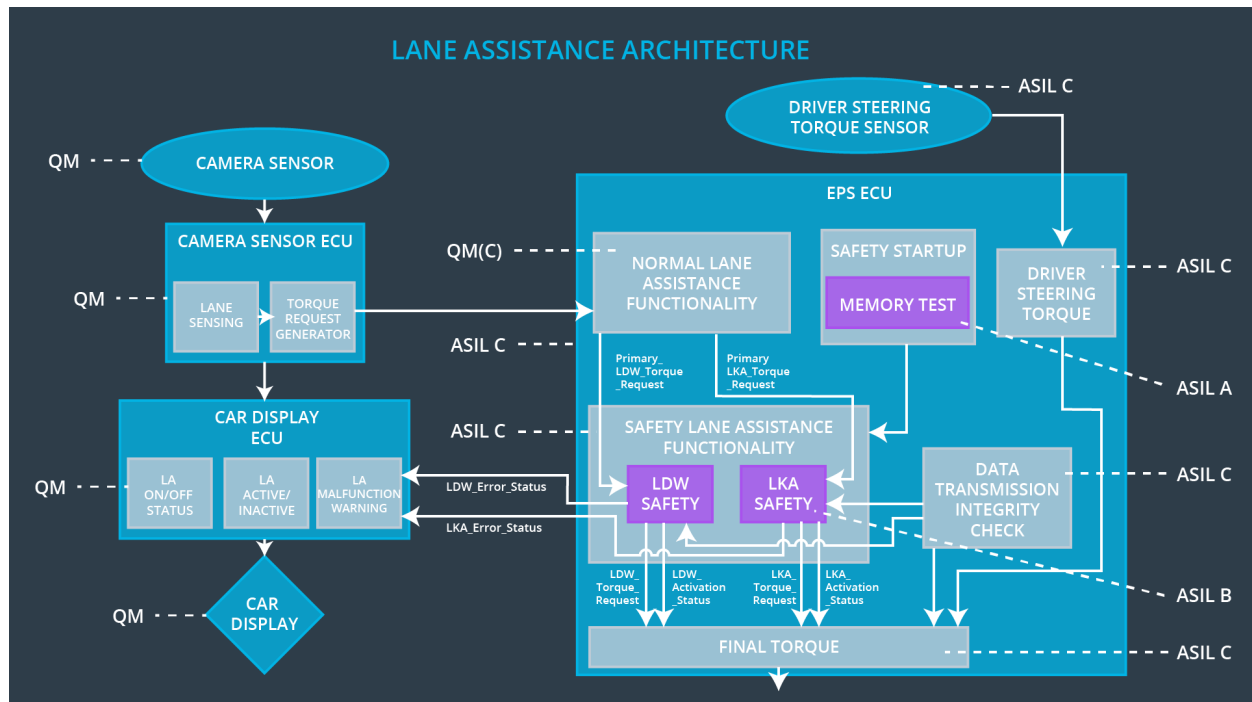 LANE ASSISTANCE ARCHITECTURE
ASIL C
DRIVER STEERING
TORQUE SENSOR
QM
CAMERA SENSOR
EPS ECU
CAMERA SENSOR ECU
QM
LANE
SENSING
TORQUE
REQUEST
GENERATOR
QM(C)
NORMAL LANE
ASSISTANCE
FUNCTIONALITY
SAFETY STARTUP
MEMORY TEST
DRIVER
STEERING
TORQUE
ASIL C
ASIL C
ASIL A
Primary_
LDW_Torque
_Request
Primary
LKA_Torque
_Request
CAR DISPLAY
ECU
QM
LA
ON/OFF
STATUS
LA
ACTIVE/
INACTIVE
LA
MALFUNCTION
WARNING
ASIL C
SAFETY LANE ASSISTANCE
FUNCTIONALITY
LDW
SAFETY
LKA
SAFETY
DATA
TRANSMISSION
INTEGRITY
CHECK
ASIL C
LDW_Error_Status
LKA_Error_Status
LDW_
Torque_
Request
LDW_
Activation
_Status
LKA_
Torque_
Request
LKA_
Activation
_Status
ASIL B
QM
CAR
DISPLAY
FINAL TORQUE
ASIL C